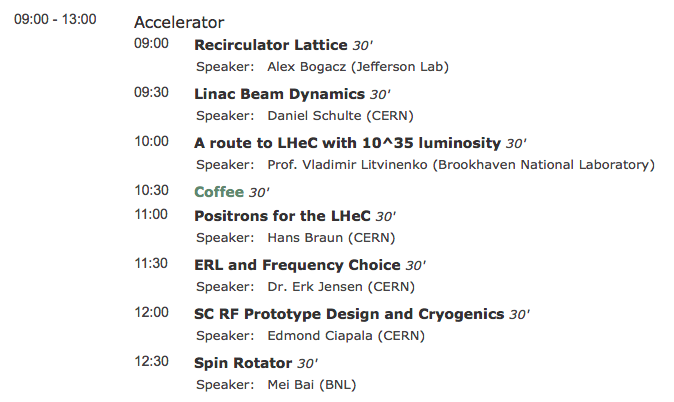 09:00 - 13:00 Accelerator
09:00 Recirculator Lattice 30'
Speaker: Alex Bogacz (Jefferson Lab)
09:30 Linac Beam Dynamics 30'
Speaker: Daniel Schulte (CERN)
10:00 A route to LHeC with 10^35 luminosity 30'
Speaker: Prof. Vladimir Litvinenko (Brookhaven National Laboratory)
10:30 Coffee 30'
11:00 Positrons for the LHeC 30'
Speaker: Hans Braun (CERN)
11:30 ERL and Frequency Choice 30'
Speaker: Dr. Erk Jensen (CERN)
12:00 SC RF Prototype Design and Cryogenics 30'
Speaker: Edmond Ciapala (CERN)
12:30 Spin Rotator 30'
Speaker: Mei Bai (BNL)